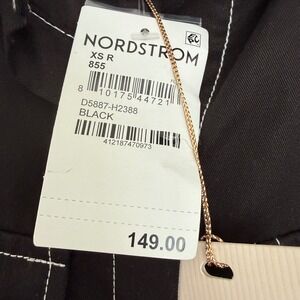 NORDSTROM
XS R
855
8 10175 44721
D5887-H2388
BLACK
412187470973
149.00